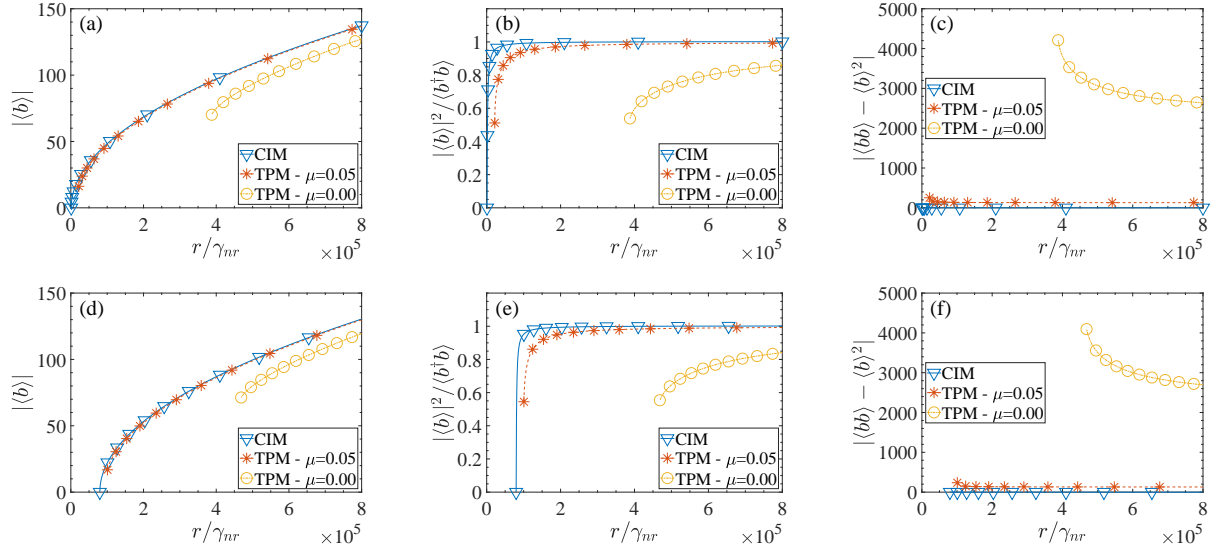 (a)
150
100
50
0
|⟨b⟩|
0 2 4 6 8
r/γnr
×10^5
CIM
TPM - μ=0.05
TPM - μ=0.00
(b)
1
0.8
0.6
0.4
0.2
0
|⟨b⟩|²/⟨b†b⟩
0 2 4 6 8
r/γnr
×10^5
CIM
TPM - μ=0.05
TPM - μ=0.00
(c)
5000
4000
3000
2000
1000
0
|⟨bb⟩ − ⟨b⟩²|
0 2 4 6 8
r/γnr
×10^5
CIM
TPM - μ=0.05
TPM - μ=0.00
(d)
150
100
50
0
|⟨b⟩|
0 2 4 6 8
r/γnr
×10^5
CIM
TPM - μ=0.05
TPM - μ=0.00
(e)
1
0.8
0.6
0.4
0.2
0
|⟨b⟩|²/⟨b†b⟩
0 2 4 6 8
r/γnr
×10^5
CIM
TPM - μ=0.05
TPM - μ=0.00
(f)
5000
4000
3000
2000
1000
0
|⟨bb⟩ − ⟨b⟩²|
0 2 4 6 8
r/γnr
×10^5
CIM
TPM - μ=0.05
TPM - μ=0.00